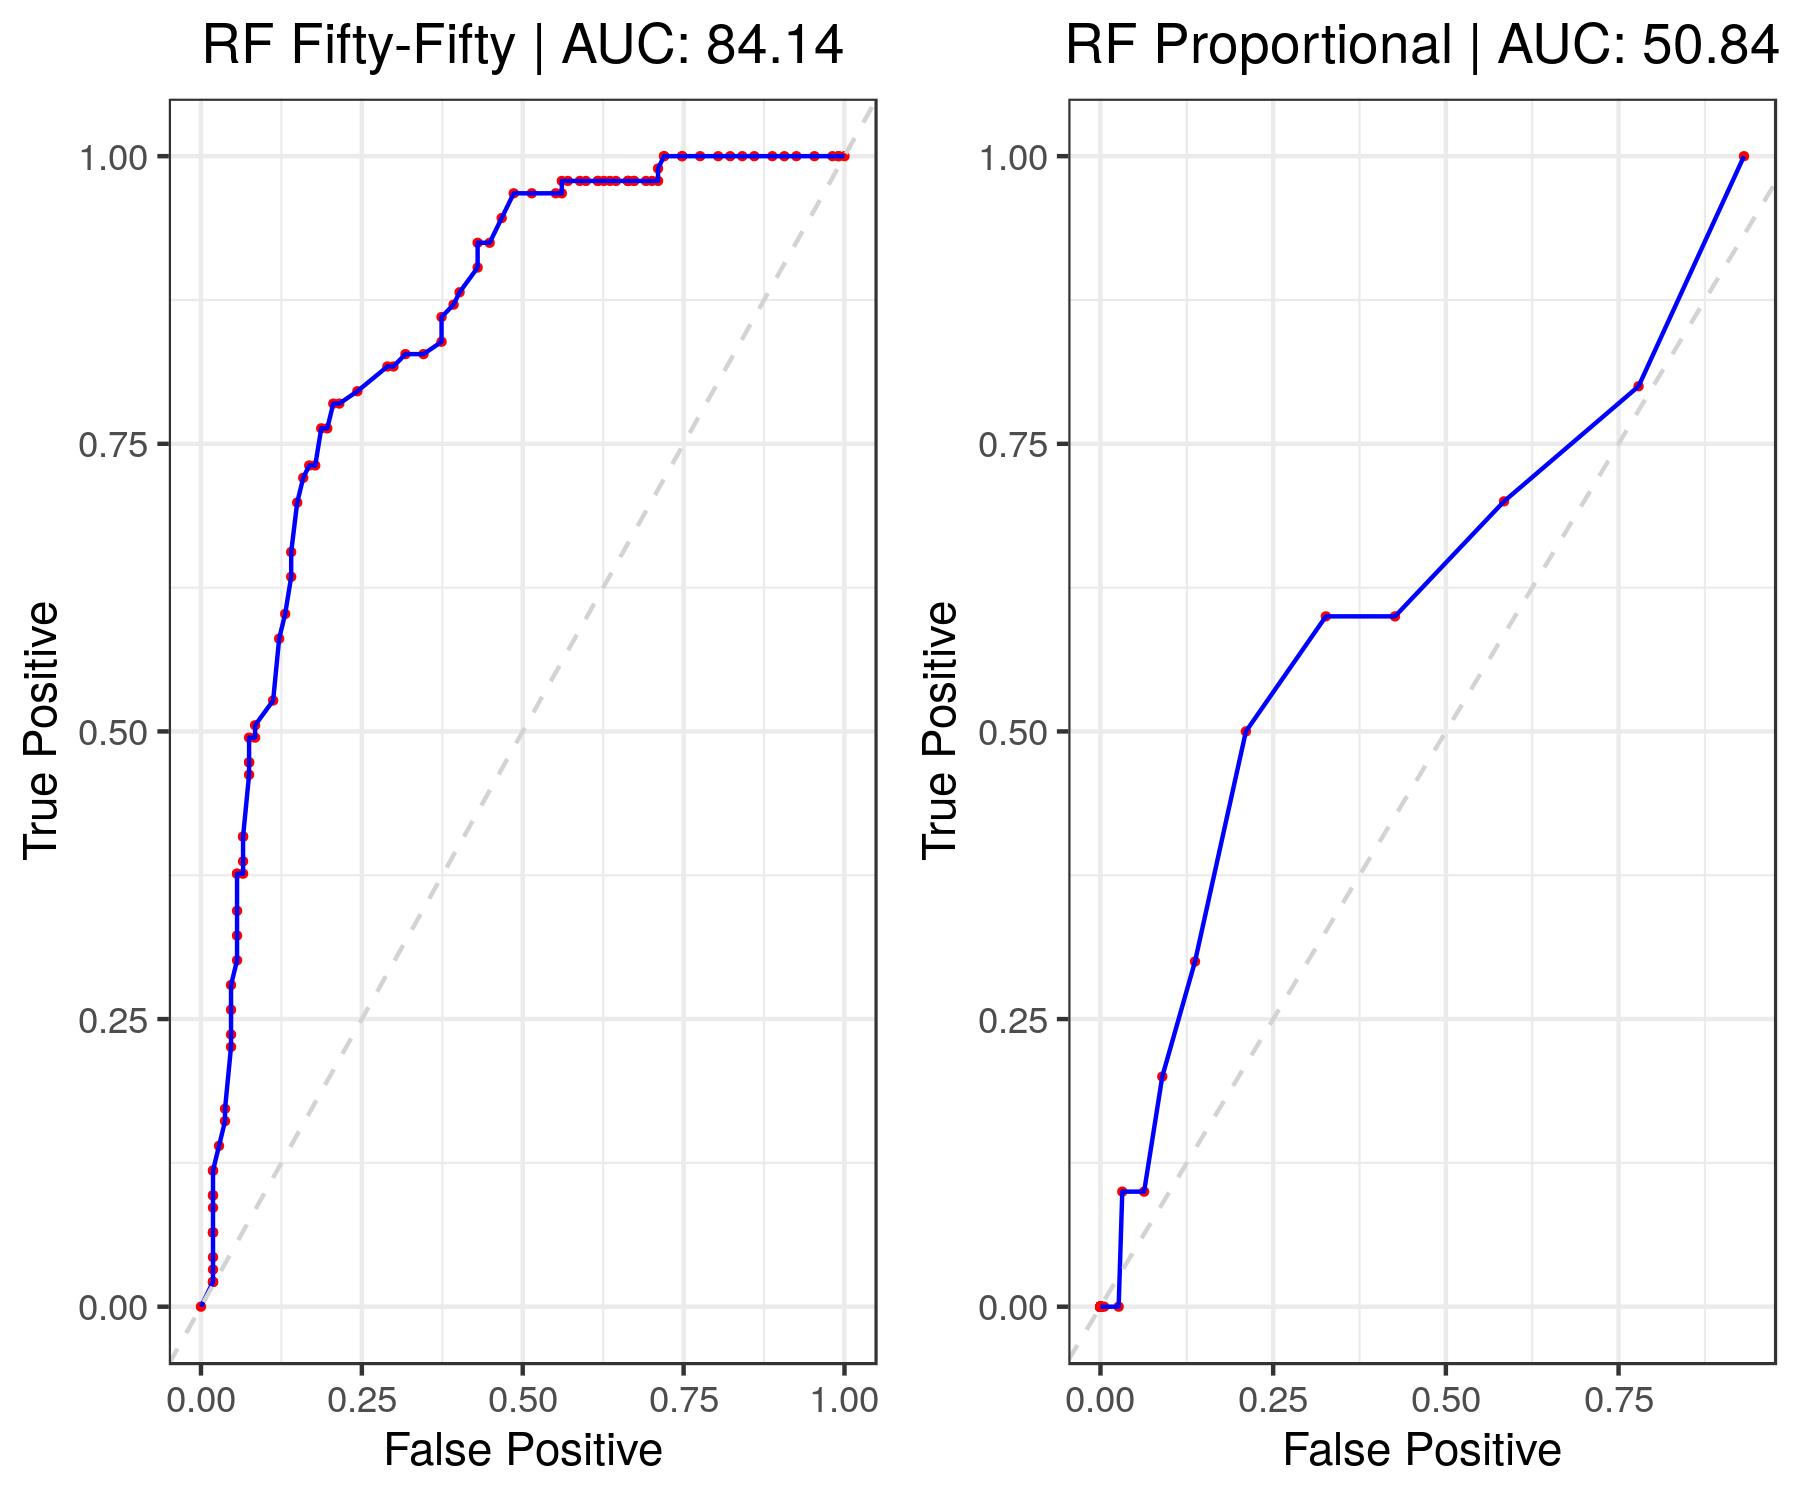 RF Fifty-Fifty | AUC: 84.14
True Positive
1.00
0.75
0.50
0.25
0.00
0.00 0.25 0.50 0.75 1.00
False Positive
RF Proportional | AUC: 50.84
True Positive
1.00
0.75
0.50
0.25
0.00
0.00 0.25 0.50 0.75
False Positive